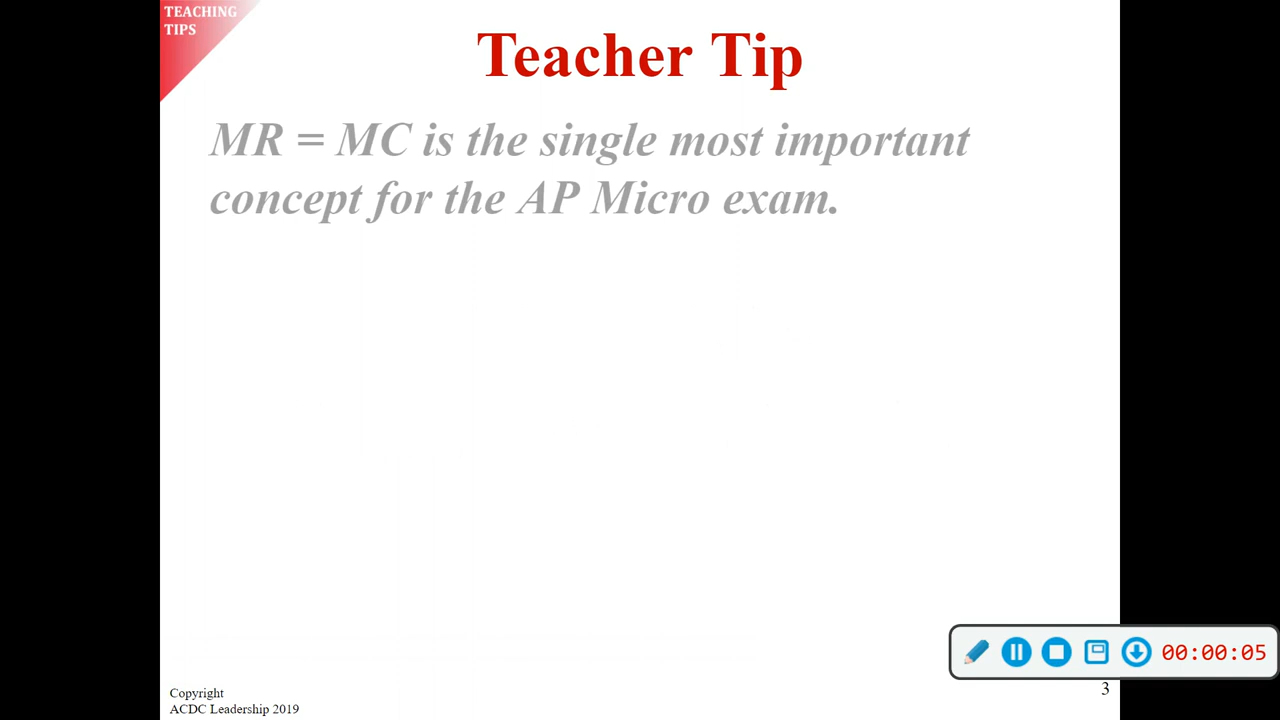 TEACHING
TIPS
Teacher Tip
MR = MC is the single most important
concept for the AP Micro exam.
00:00:05
3
Copyright
ACDC Leadership 2019